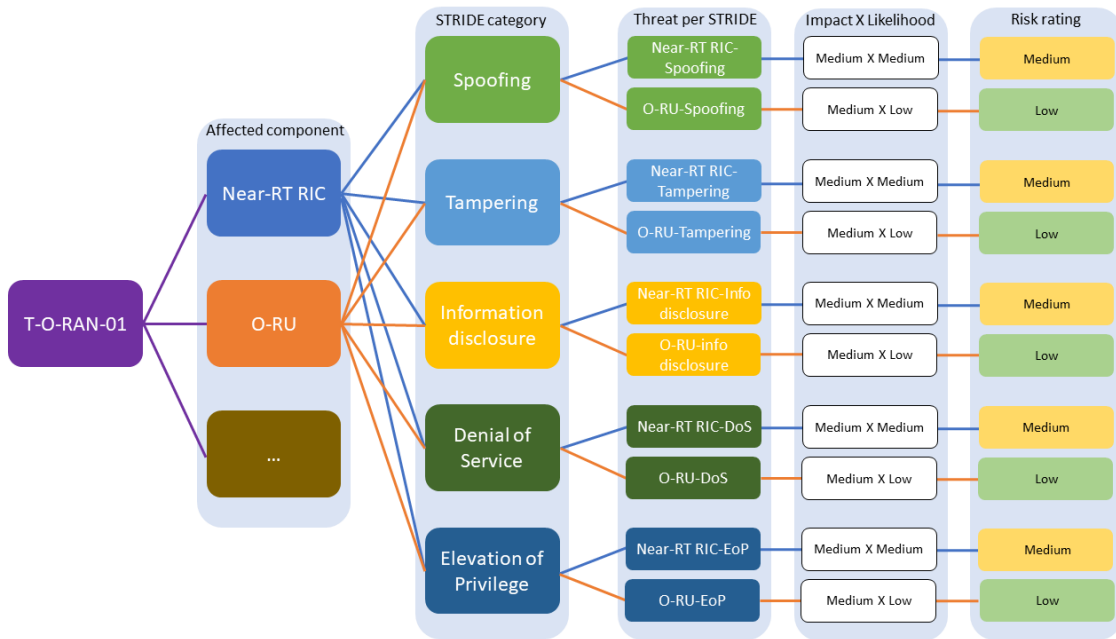 STRIDE category
Threat per STRIDE
Impact X Likelihood
Risk rating
Affected component
T-O-RAN-01
Near-RT RIC
O-RU
...
Spoofing
Tampering
Information
disclosure
Denial of
Service
Elevation of
Privilege
Near-RT RIC-
Spoofing
Medium X Medium
Medium
O-RU-Spoofing
Medium X Low
Low
Near-RT RIC-
Tampering
Medium X Medium
Medium
O-RU-Tampering
Medium X Low
Low
Near-RT RIC-Info
disclosure
Medium X Medium
Medium
O-RU-info
disclosure
Medium X Low
Low
Near-RT RIC-DoS
Medium X Medium
Medium
O-RU-DoS
Medium X Low
Low
Near-RT RIC-EoP
Medium X Medium
Medium
O-RU-EoP
Medium X Low
Low